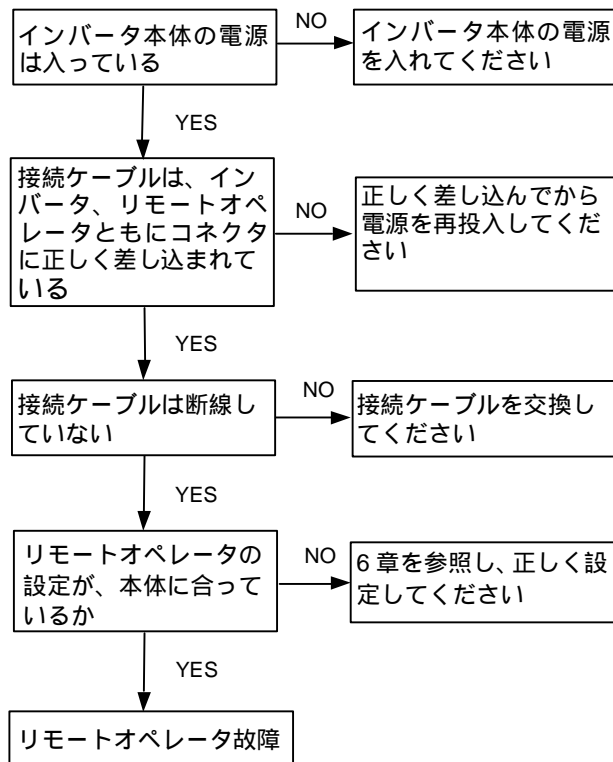 インバータ本体の電源
は入っている
NO
インバータ本体の電源
を入れてください
YES
接続ケーブルは、イン
バータ、リモートオペ
レータともにコネクタ
に正しく差し込まれて
いる
NO
正しく差し込んでから
電源を再投入してくだ
さい
YES
接続ケーブルは断線し
ていない
NO
接続ケーブルを交換し
てください
YES
リモートオペレータの
設定が、本体に合って
いるか
NO
6 章を参照し、正しく設
定してください
YES
リモートオペレータ故障